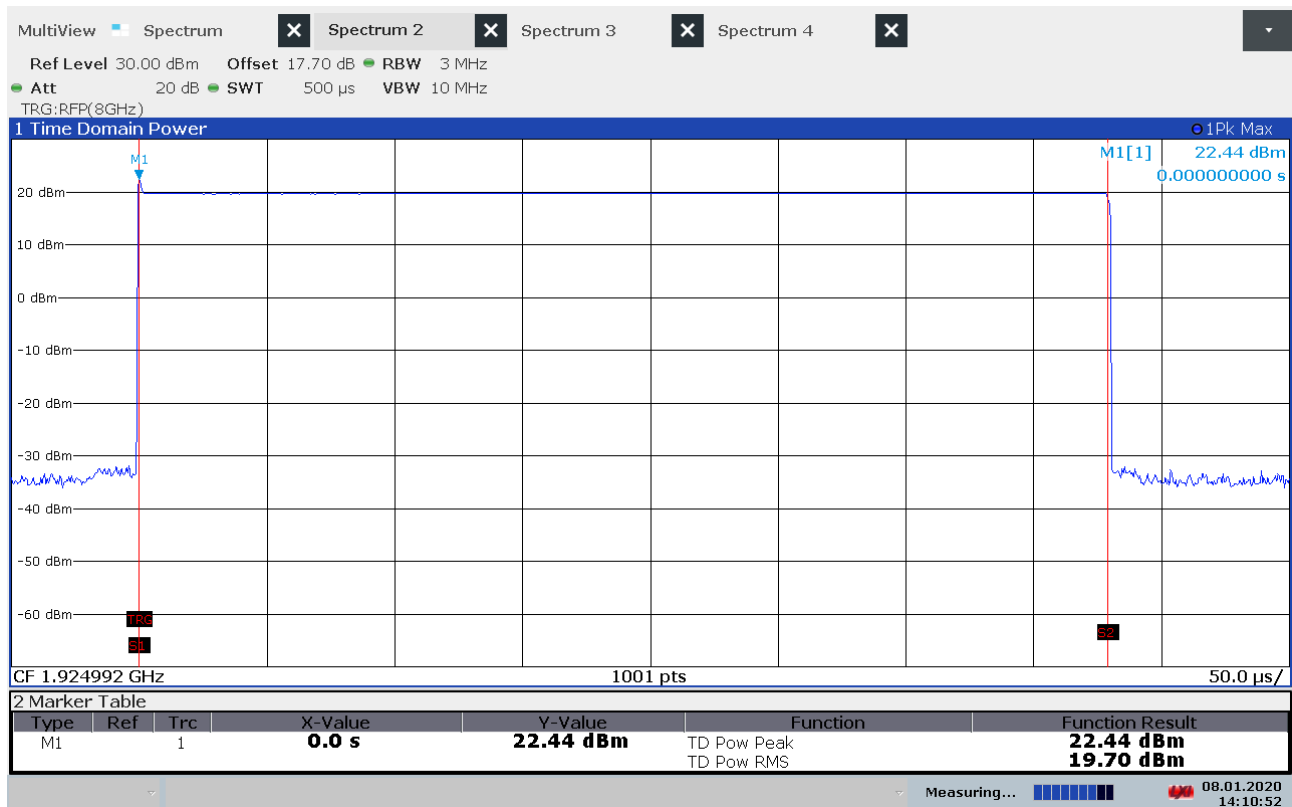 MultiView Spectrum Spectrum 2 Spectrum 3 Spectrum 4
Ref Level 30.00 dBm Offset 17.70 dB RBW 3 MHz
Att 20 dB SWT 500 µs VBW 10 MHz
TRG:RFP(8GHz)
1 Time Domain Power 1Pk Max
M1 M1[1] 22.44 dBm
0.000000000 s
20 dBm
10 dBm
0 dBm
-10 dBm
-20 dBm
-30 dBm
-40 dBm
-50 dBm
-60 dBm
TRG
S2
S1
CF 1.924992 GHz 1001 pts 50.0 µs/
2 Marker Table
Type Ref Trc X-Value Y-Value Function Function Result
M1 1 0.0 s 22.44 dBm TD Pow Peak 22.44 dBm
TD Pow RMS 19.70 dBm
Measuring... 08.01.2020
14:10:52